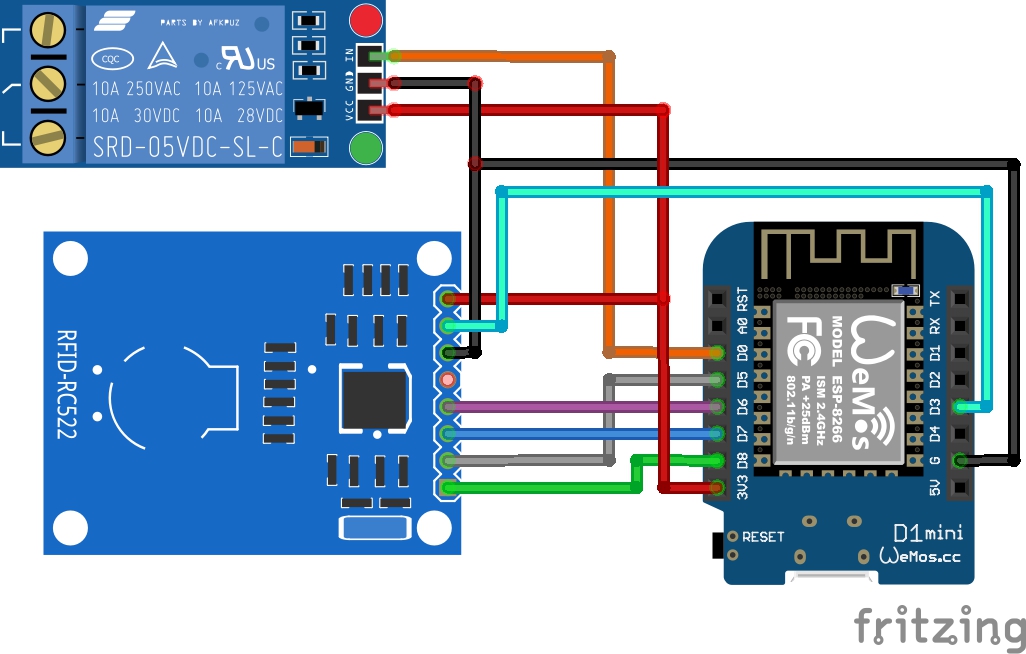 PARTS BY AFKPUZ
CQC
c RU US
10A 250VAC 10A 125VAC
10A 30VDC 10A 28VDC
SRD-05VDC-SL-C
IN
GND
VCC
RFID-RC522
RST
A0
D0
D5
D6
D7
D8
3V3
TX
RX
D1
D2
D3
D4
G
5V
WeMos
MODEL ESP-8266
FC
ISM 2.4GHz
PA +25dBm
802.11b/g/n
RESET
D1mini
WeMos.cc
fritzing